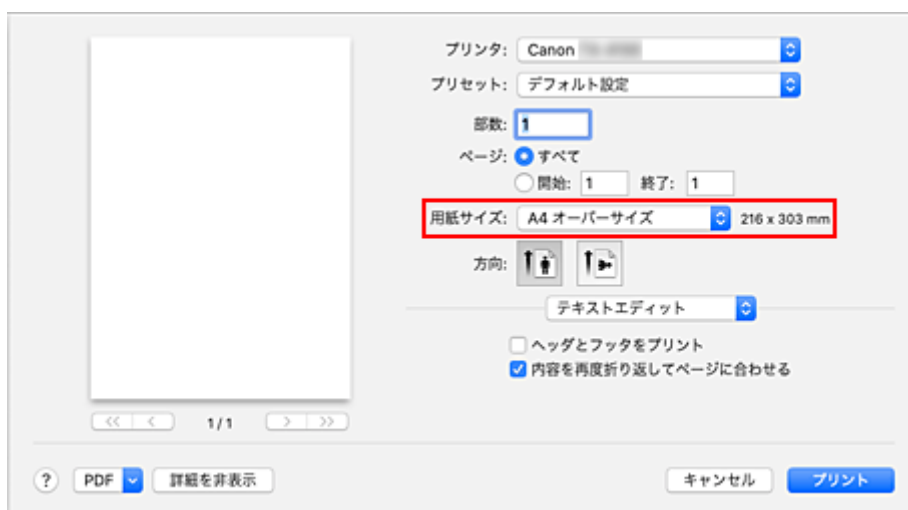 プリンタ: Canon
プリセット: デフォルト設定
部数: 1
ページ: すべて
開始: 1 終了: 1
用紙サイズ: A4 オーバーサイズ 216 x 303 mm
方向:
テキストエディット
ヘッダとフッタをプリント
内容を再度折り返してページに合わせる
<< < 1/1 > >>
? PDF 詳細を非表示 キャンセル プリント